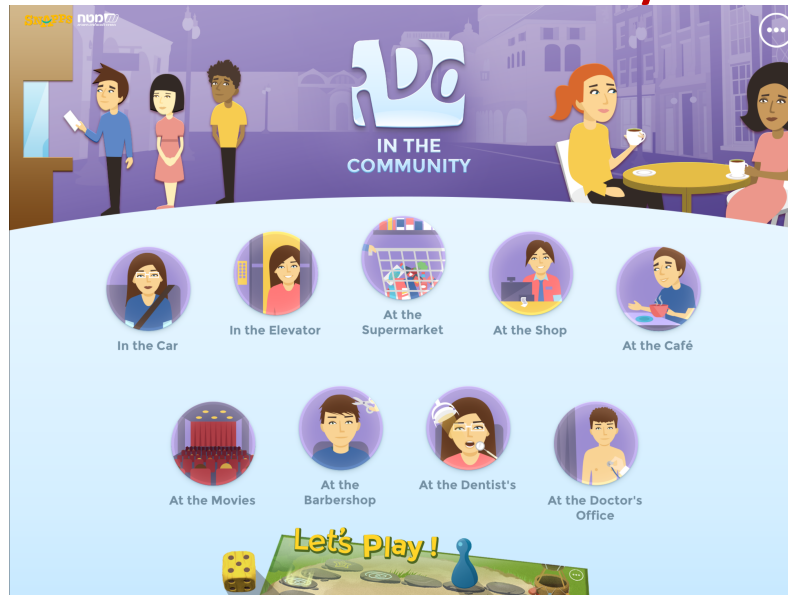 iDo
IN THE
COMMUNITY
In the Car
In the Elevator
At the
Supermarket
At the Shop
At the Café
At the Movies
At the
Barbershop
At the Dentist's
At the Doctor's
Office
Let's Play !